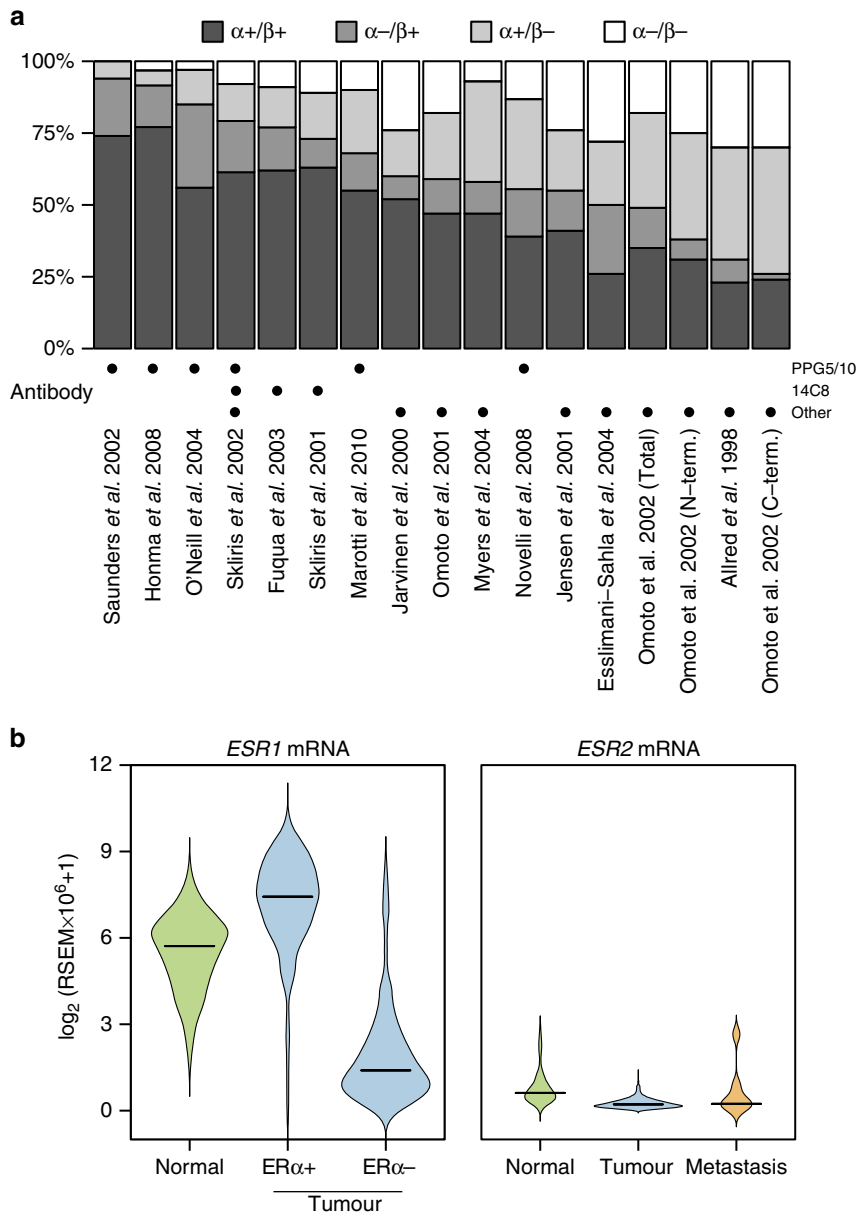 a
α+/β+ α−/β+ α+/β− α−/β−
100%
75%
50%
25%
0%
PPG5/10
Antibody
14C8
Other
Saunders et al. 2002
Honma et al. 2008
O'Neill et al. 2004
Skliris et al. 2002
Fuqua et al. 2003
Skliris et al. 2001
Marotti et al. 2010
Jarvinen et al. 2000
Omoto et al. 2001
Myers et al. 2004
Novelli et al. 2008
Jensen et al. 2001
Esslimani–Sahla et al. 2004
Omoto et al. 2002 (Total)
Omoto et al. 2002 (N–term.)
Allred et al. 1998
Omoto et al. 2002 (C–term.)
b
ESR1 mRNA
ESR2 mRNA
log₂ (RSEM×10⁶+1)
12
9
6
3
0
Normal ERα+ ERα−
Tumour
Normal Tumour Metastasis